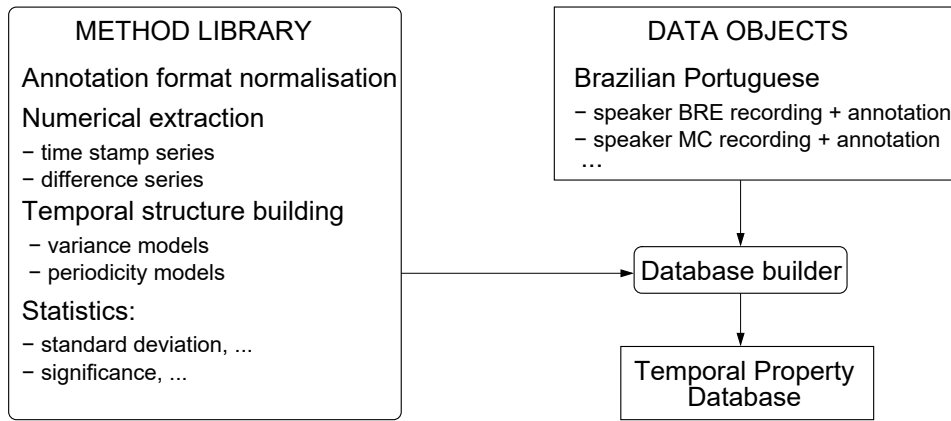 METHOD LIBRARY
Annotation format normalisation
Numerical extraction
− time stamp series
− difference series
Temporal structure building
− variance models
− periodicity models
Statistics:
− standard deviation, ...
− significance, ...
DATA OBJECTS
Brazilian Portuguese
− speaker BRE recording + annotation
− speaker MC recording + annotation
...
Database builder
Temporal Property
Database